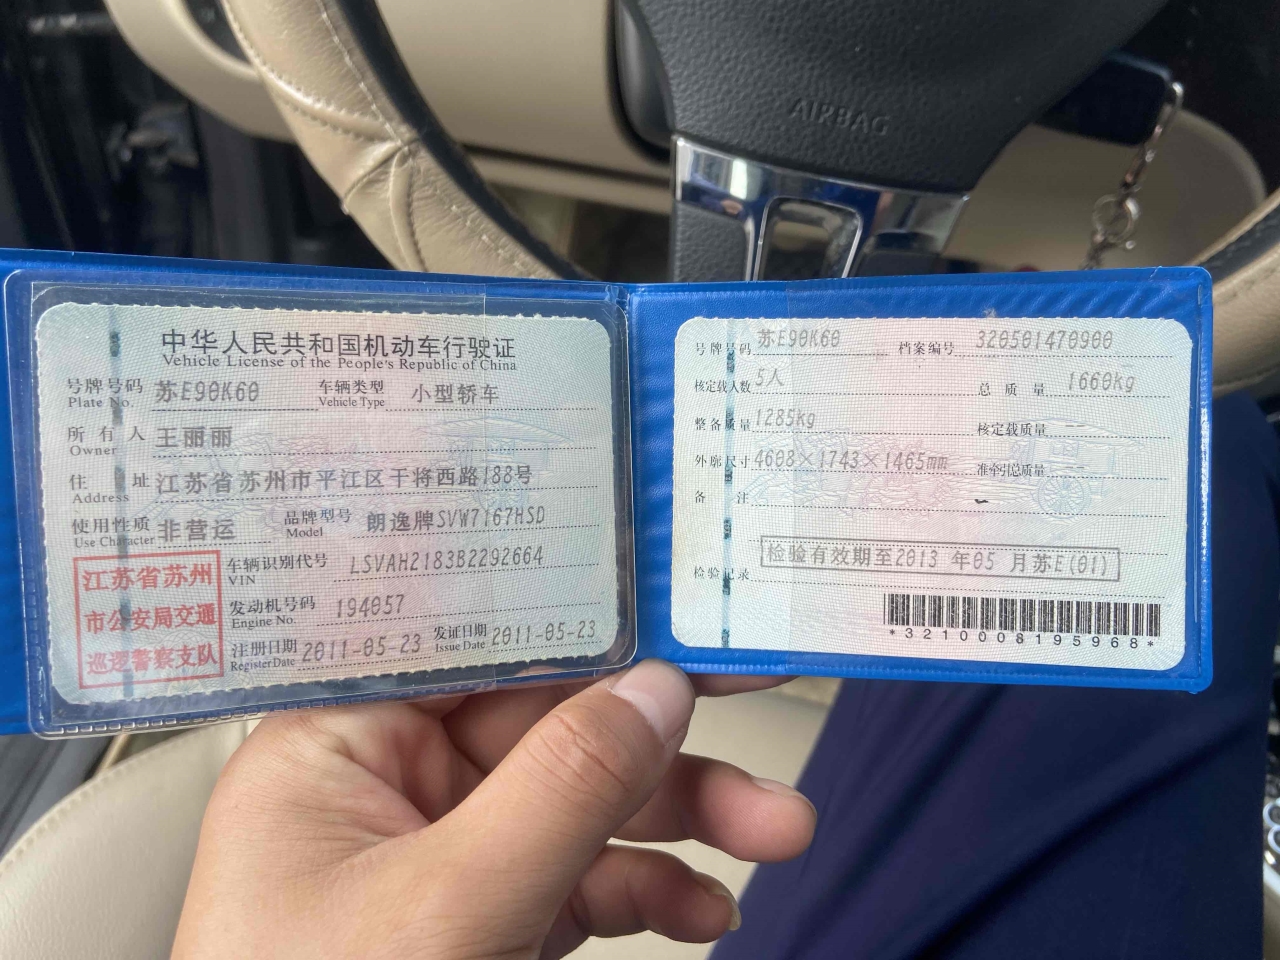 AIRBAG
中华人民共和国机动车行驶证
Vehicle License of the People's Republic of China
号牌号码 苏E90K60 车辆类型 小型轿车
Plate No. Vehicle Type
所有人 王丽丽
Owner
住址 江苏省苏州市平江区干将西路188号
Address
使用性质 非营运 品牌型号 朗逸牌SVW7167HSD
Use Character Model
江苏省苏州
市公安局交通
巡逻警察支队
车辆识别代号 LSVAH2183B2292664
VIN
发动机号码 194057
Engine No.
注册日期 2011-05-23 发证日期 2011-05-23
Register Date Issue Date
号牌号码 苏E90K60 档案编号 320501470900
核定载人数 5人 总质量 1660kg
整备质量 1285kg 核定载质量 --
外廓尺寸 4608×1743×1465mm 准牵引总质量 --
备注
检验记录 检验有效期至2013年05月苏E(01)
*3210008195968*